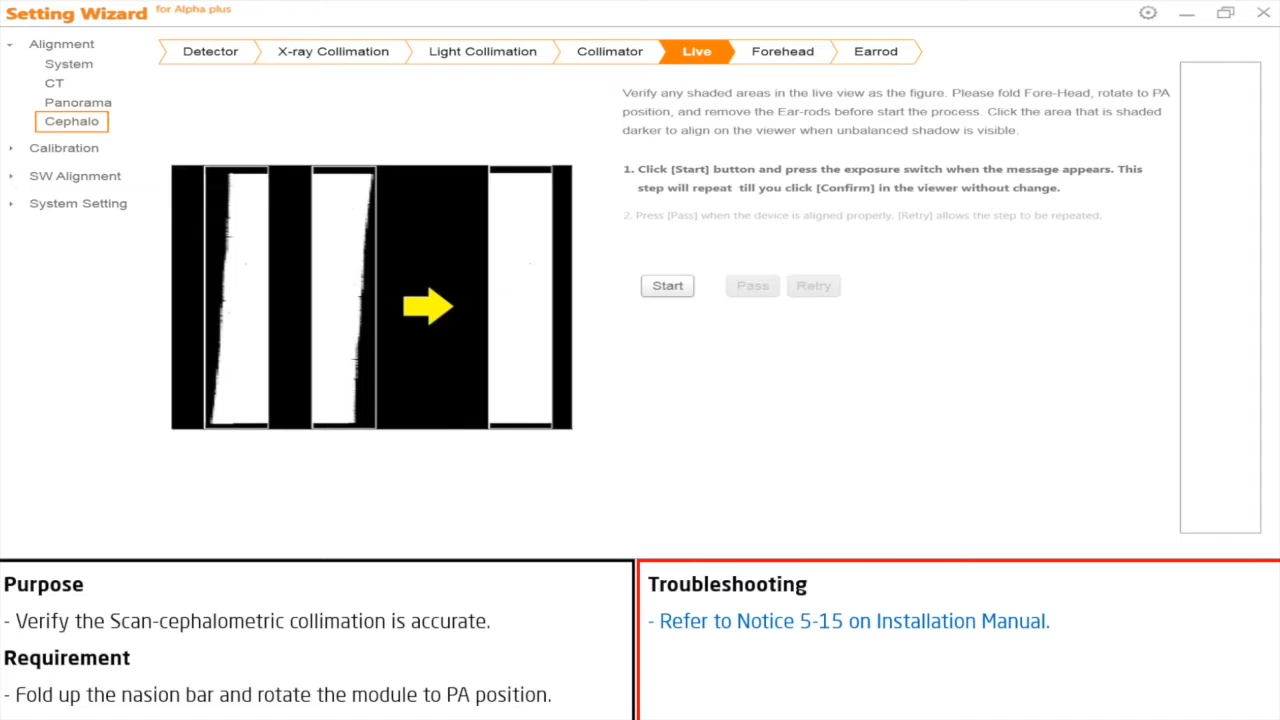 Setting Wizard for Alpha plus
Alignment
System
CT
Panorama
Cephalo
Calibration
SW Alignment
System Setting
Detector
X-ray Collimation
Light Collimation
Collimator
Live
Forehead
Earrod
Verify any shaded areas in the live view as the figure. Please fold Fore-Head, rotate to PA
position, and remove the Ear-rods before start the process. Click the area that is shaded
darker to align on the viewer when unbalanced shadow is visible.
1. Click [Start] button and press the exposure switch when the message appears. This
step will repeat till you click [Confirm] in the viewer without change.
2. Press [Pass] when the device is aligned properly. [Retry] allows the step to be repeated.
Start
Pass
Retry
Purpose
- Verify the Scan-cephalometric collimation is accurate.
Requirement
- Fold up the nasion bar and rotate the module to PA position.
Troubleshooting
- Refer to Notice 5-15 on Installation Manual.